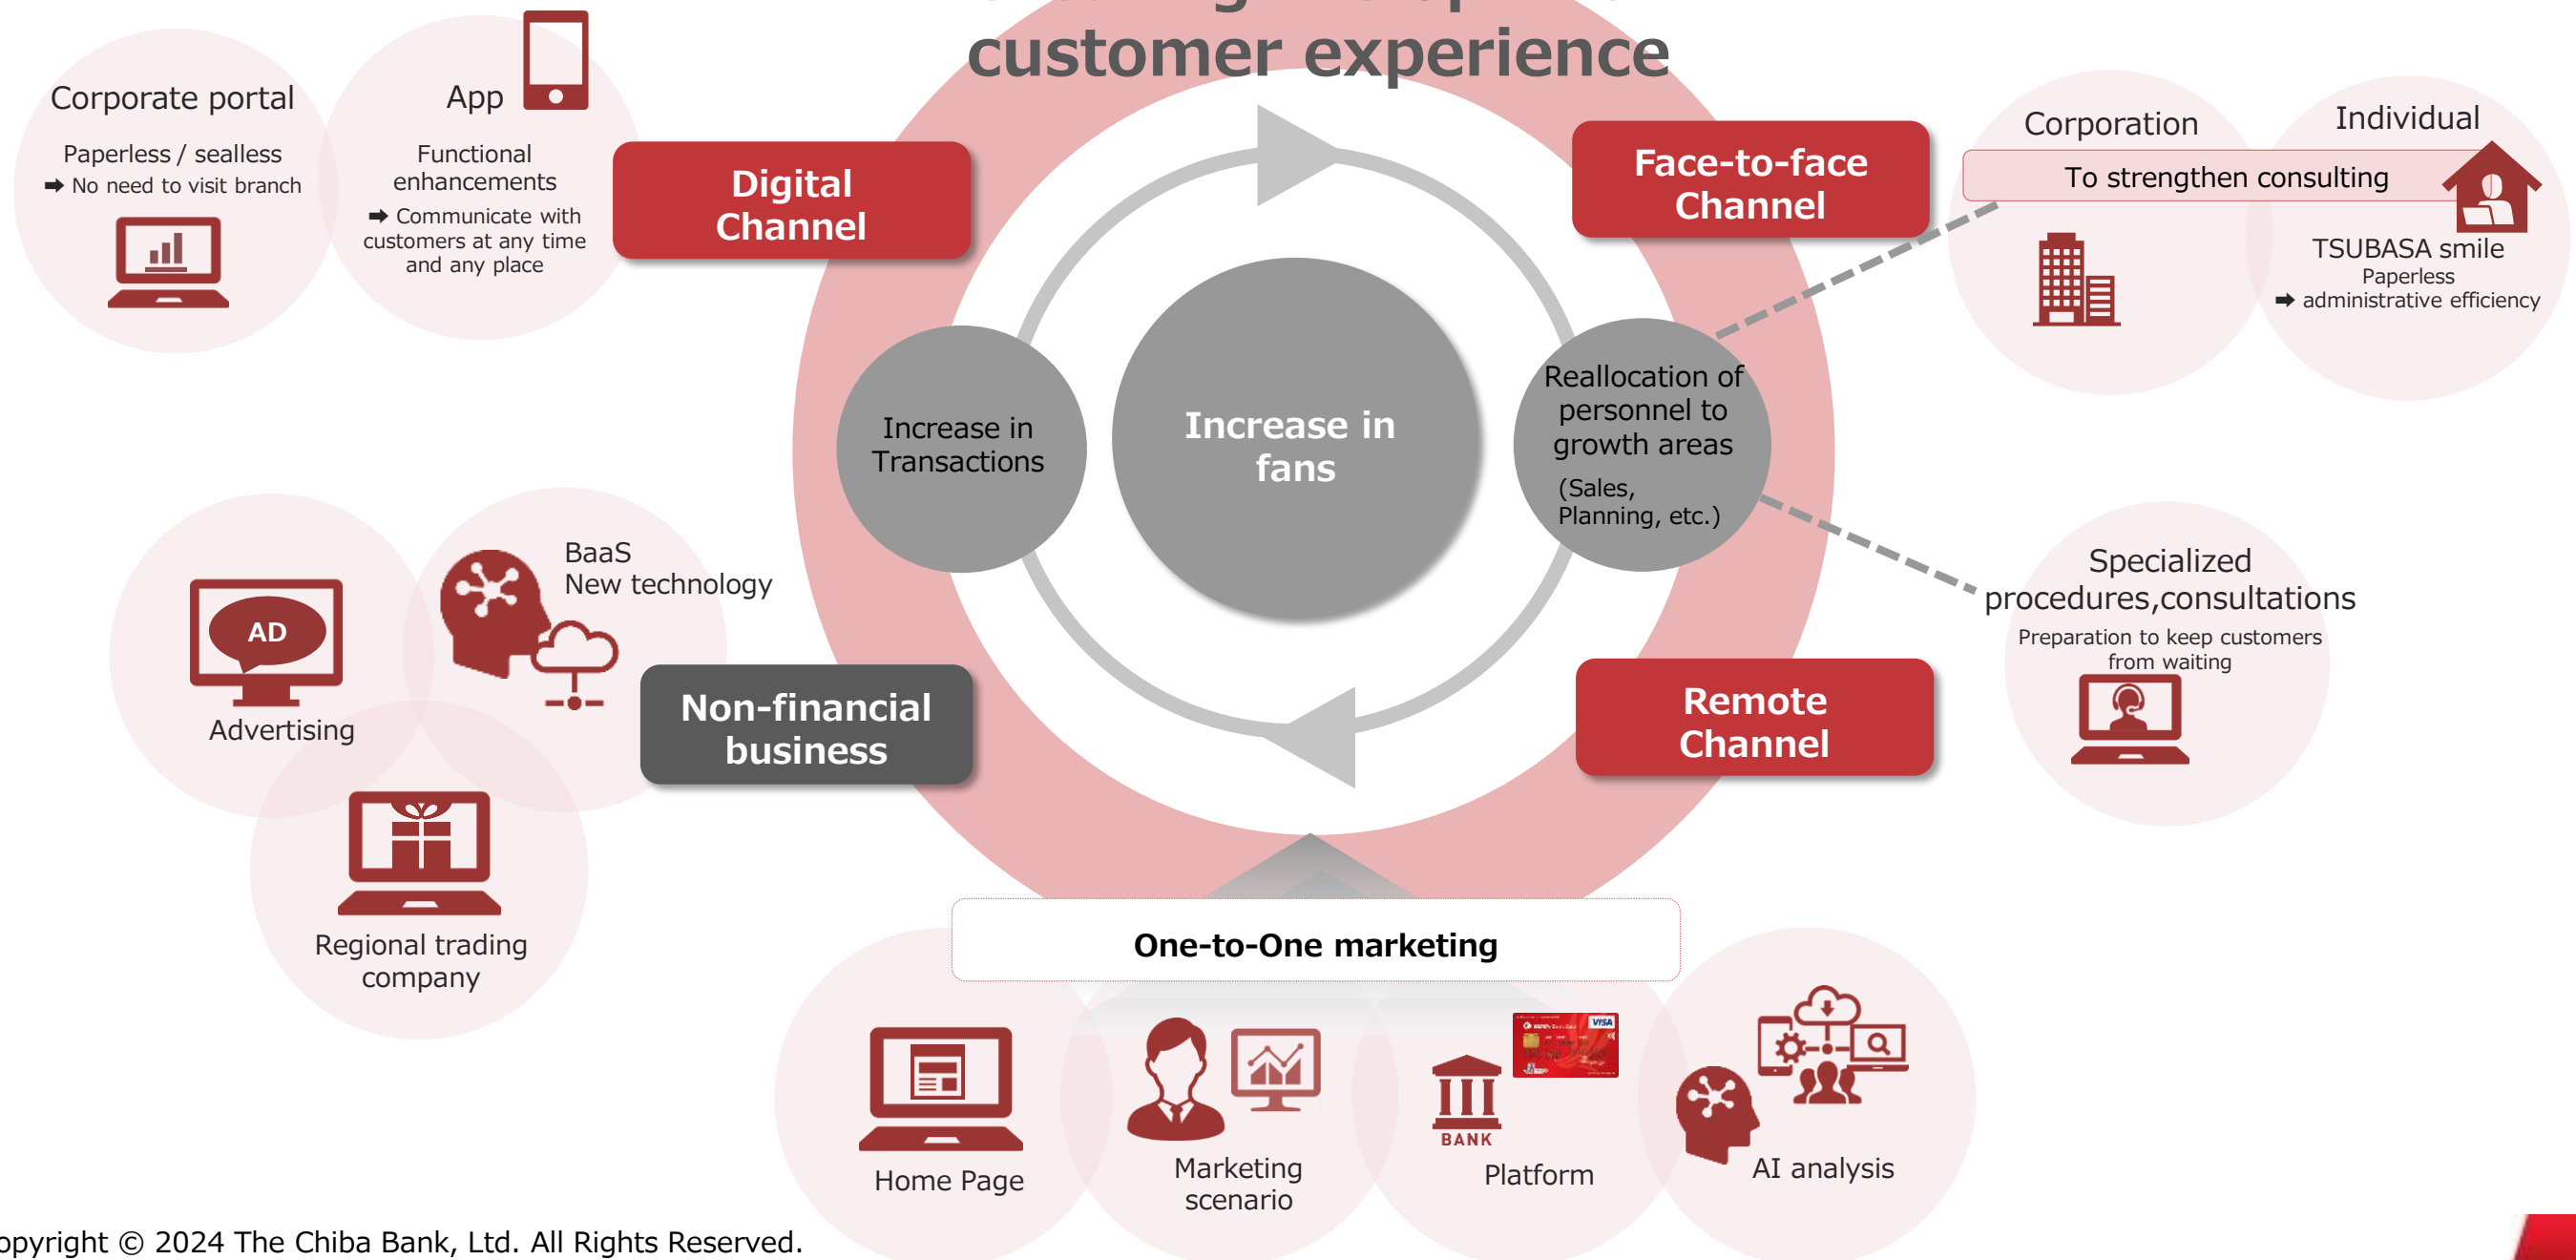 customer experience
Corporate portal
Paperless / sealless
➡ No need to visit branch
App
Functional
enhancements
➡ Communicate with
customers at any time
and any place
Digital
Channel
Face-to-face
Channel
Corporation
Individual
To strengthen consulting
TSUBASA smile
Paperless
➡ administrative efficiency
Increase in
Transactions
Increase in
fans
Reallocation of
personnel to
growth areas
(Sales,
Planning, etc.)
AD
Advertising
BaaS
New technology
Regional trading
company
Non-financial
business
Remote
Channel
Specialized
procedures,consultations
Preparation to keep customers
from waiting
One-to-One marketing
Home Page
Marketing
scenario
BANK
VISA
Platform
AI analysis
opyright © 2024 The Chiba Bank, Ltd. All Rights Reserved.